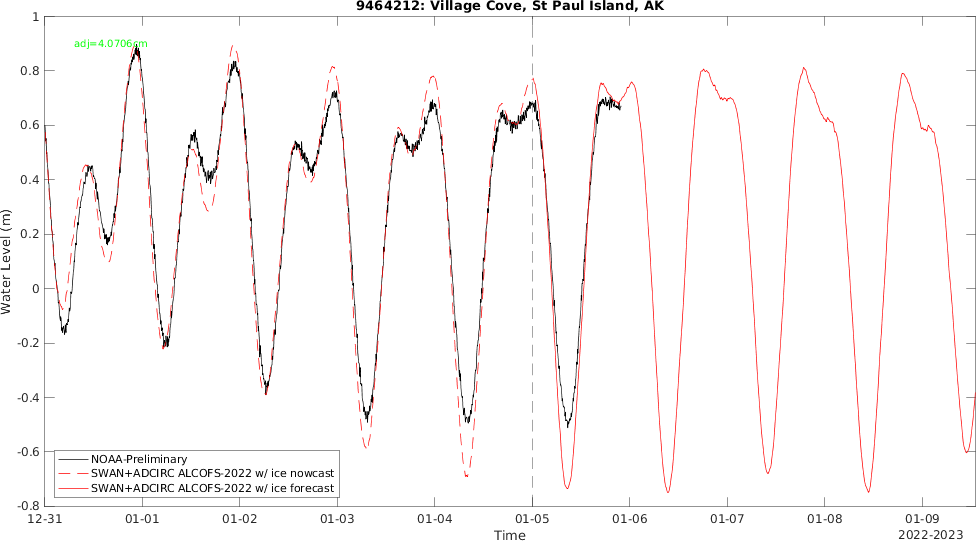 9464212: Village Cove, St Paul Island, AK
adj=4.0706cm
1
0.8
0.6
0.4
0.2
0
-0.2
-0.4
-0.6
-0.8
Water Level (m)
NOAA-Preliminary
SWAN+ADCIRC ALCOFS-2022 w/ ice nowcast
SWAN+ADCIRC ALCOFS-2022 w/ ice forecast
12-31 01-01 01-02 01-03 01-04 01-05 01-06 01-07 01-08 01-09
Time
2022-2023